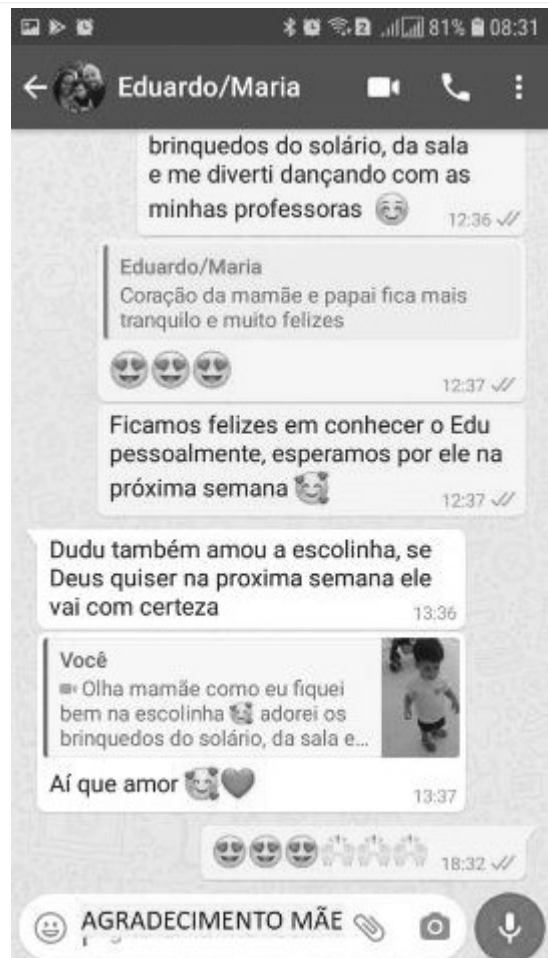 81% 08:31
Eduardo/Maria
brinquedos do solário, da sala
e me diverti dançando com as
minhas professoras
12:36
Eduardo/Maria
Coração da mamãe e papai fica mais
tranquilo e muito felizes
12:37
Ficamos felizes em conhecer o Edu
pessoalmente, esperamos por ele na
próxima semana
12:37
Dudu também amou a escolinha, se
Deus quiser na proxima semana ele
vai com certeza
13:36
Você
Olha mamãe como eu fiquei
bem na escolinha adorei os
brinquedos do solário, da sala e...
Aí que amor
13:37
18:32
AGRADECIMENTO MÃE